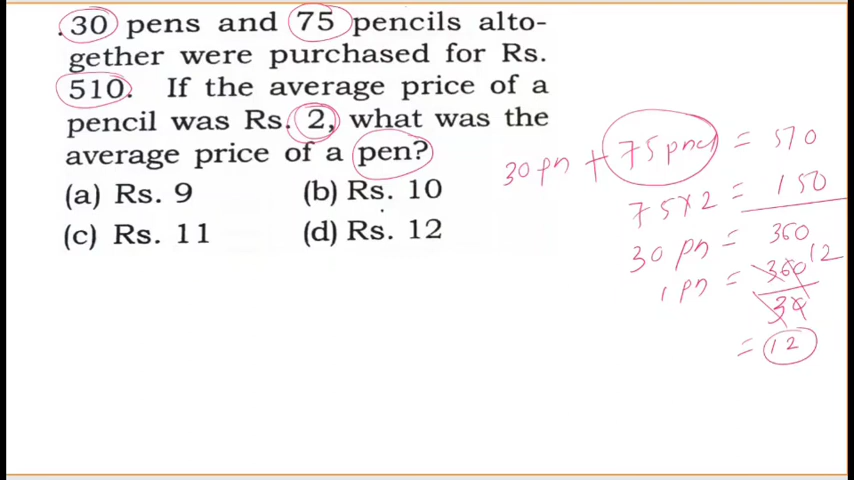 .30 pens and 75 pencils alto-
gether were purchased for Rs.
510. If the average price of a
pencil was Rs. 2, what was the
average price of a pen?
(a) Rs. 9 (b) Rs. 10
(c) Rs. 11 (d) Rs. 12
30 pn + 75 pncl = 510
75 x 2 = 150
30 pn = 360
1 pn = 360 12
30
= 12